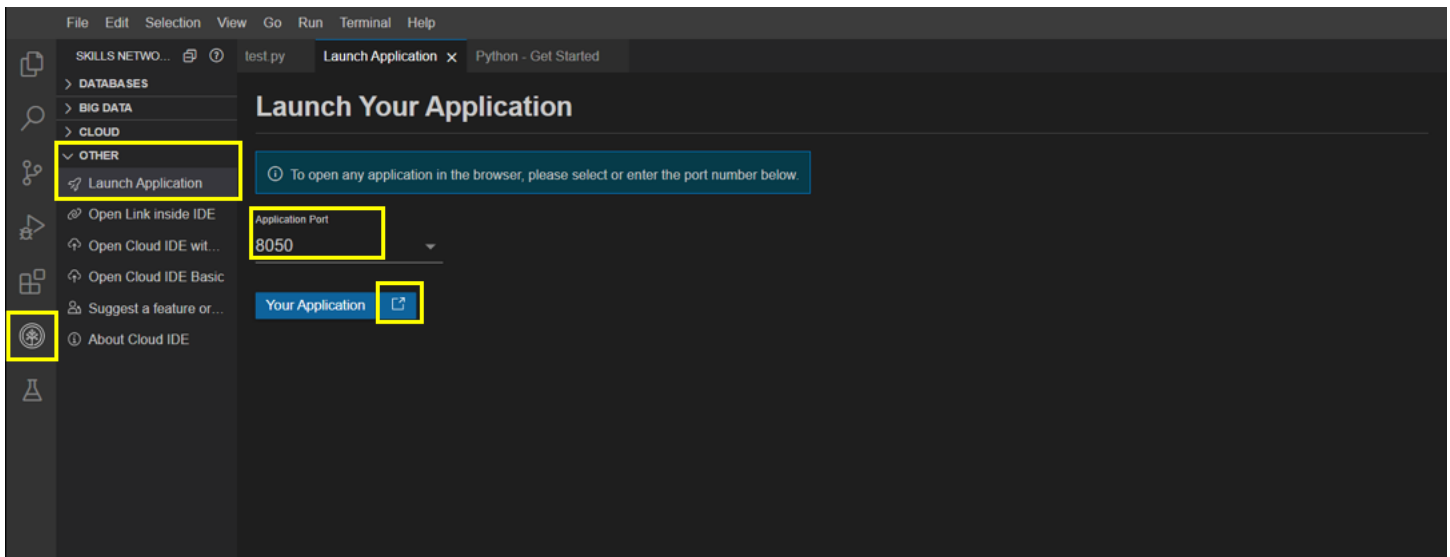 File Edit Selection View Go Run Terminal Help
SKILLS NETWO...
test.py Launch Application Python - Get Started
DATABASES
BIG DATA
CLOUD
OTHER
Launch Application
Open Link inside IDE
Open Cloud IDE wit...
Open Cloud IDE Basic
Suggest a feature or...
About Cloud IDE
Launch Your Application
To open any application in the browser, please select or enter the port number below.
Application Port
8050
Your Application